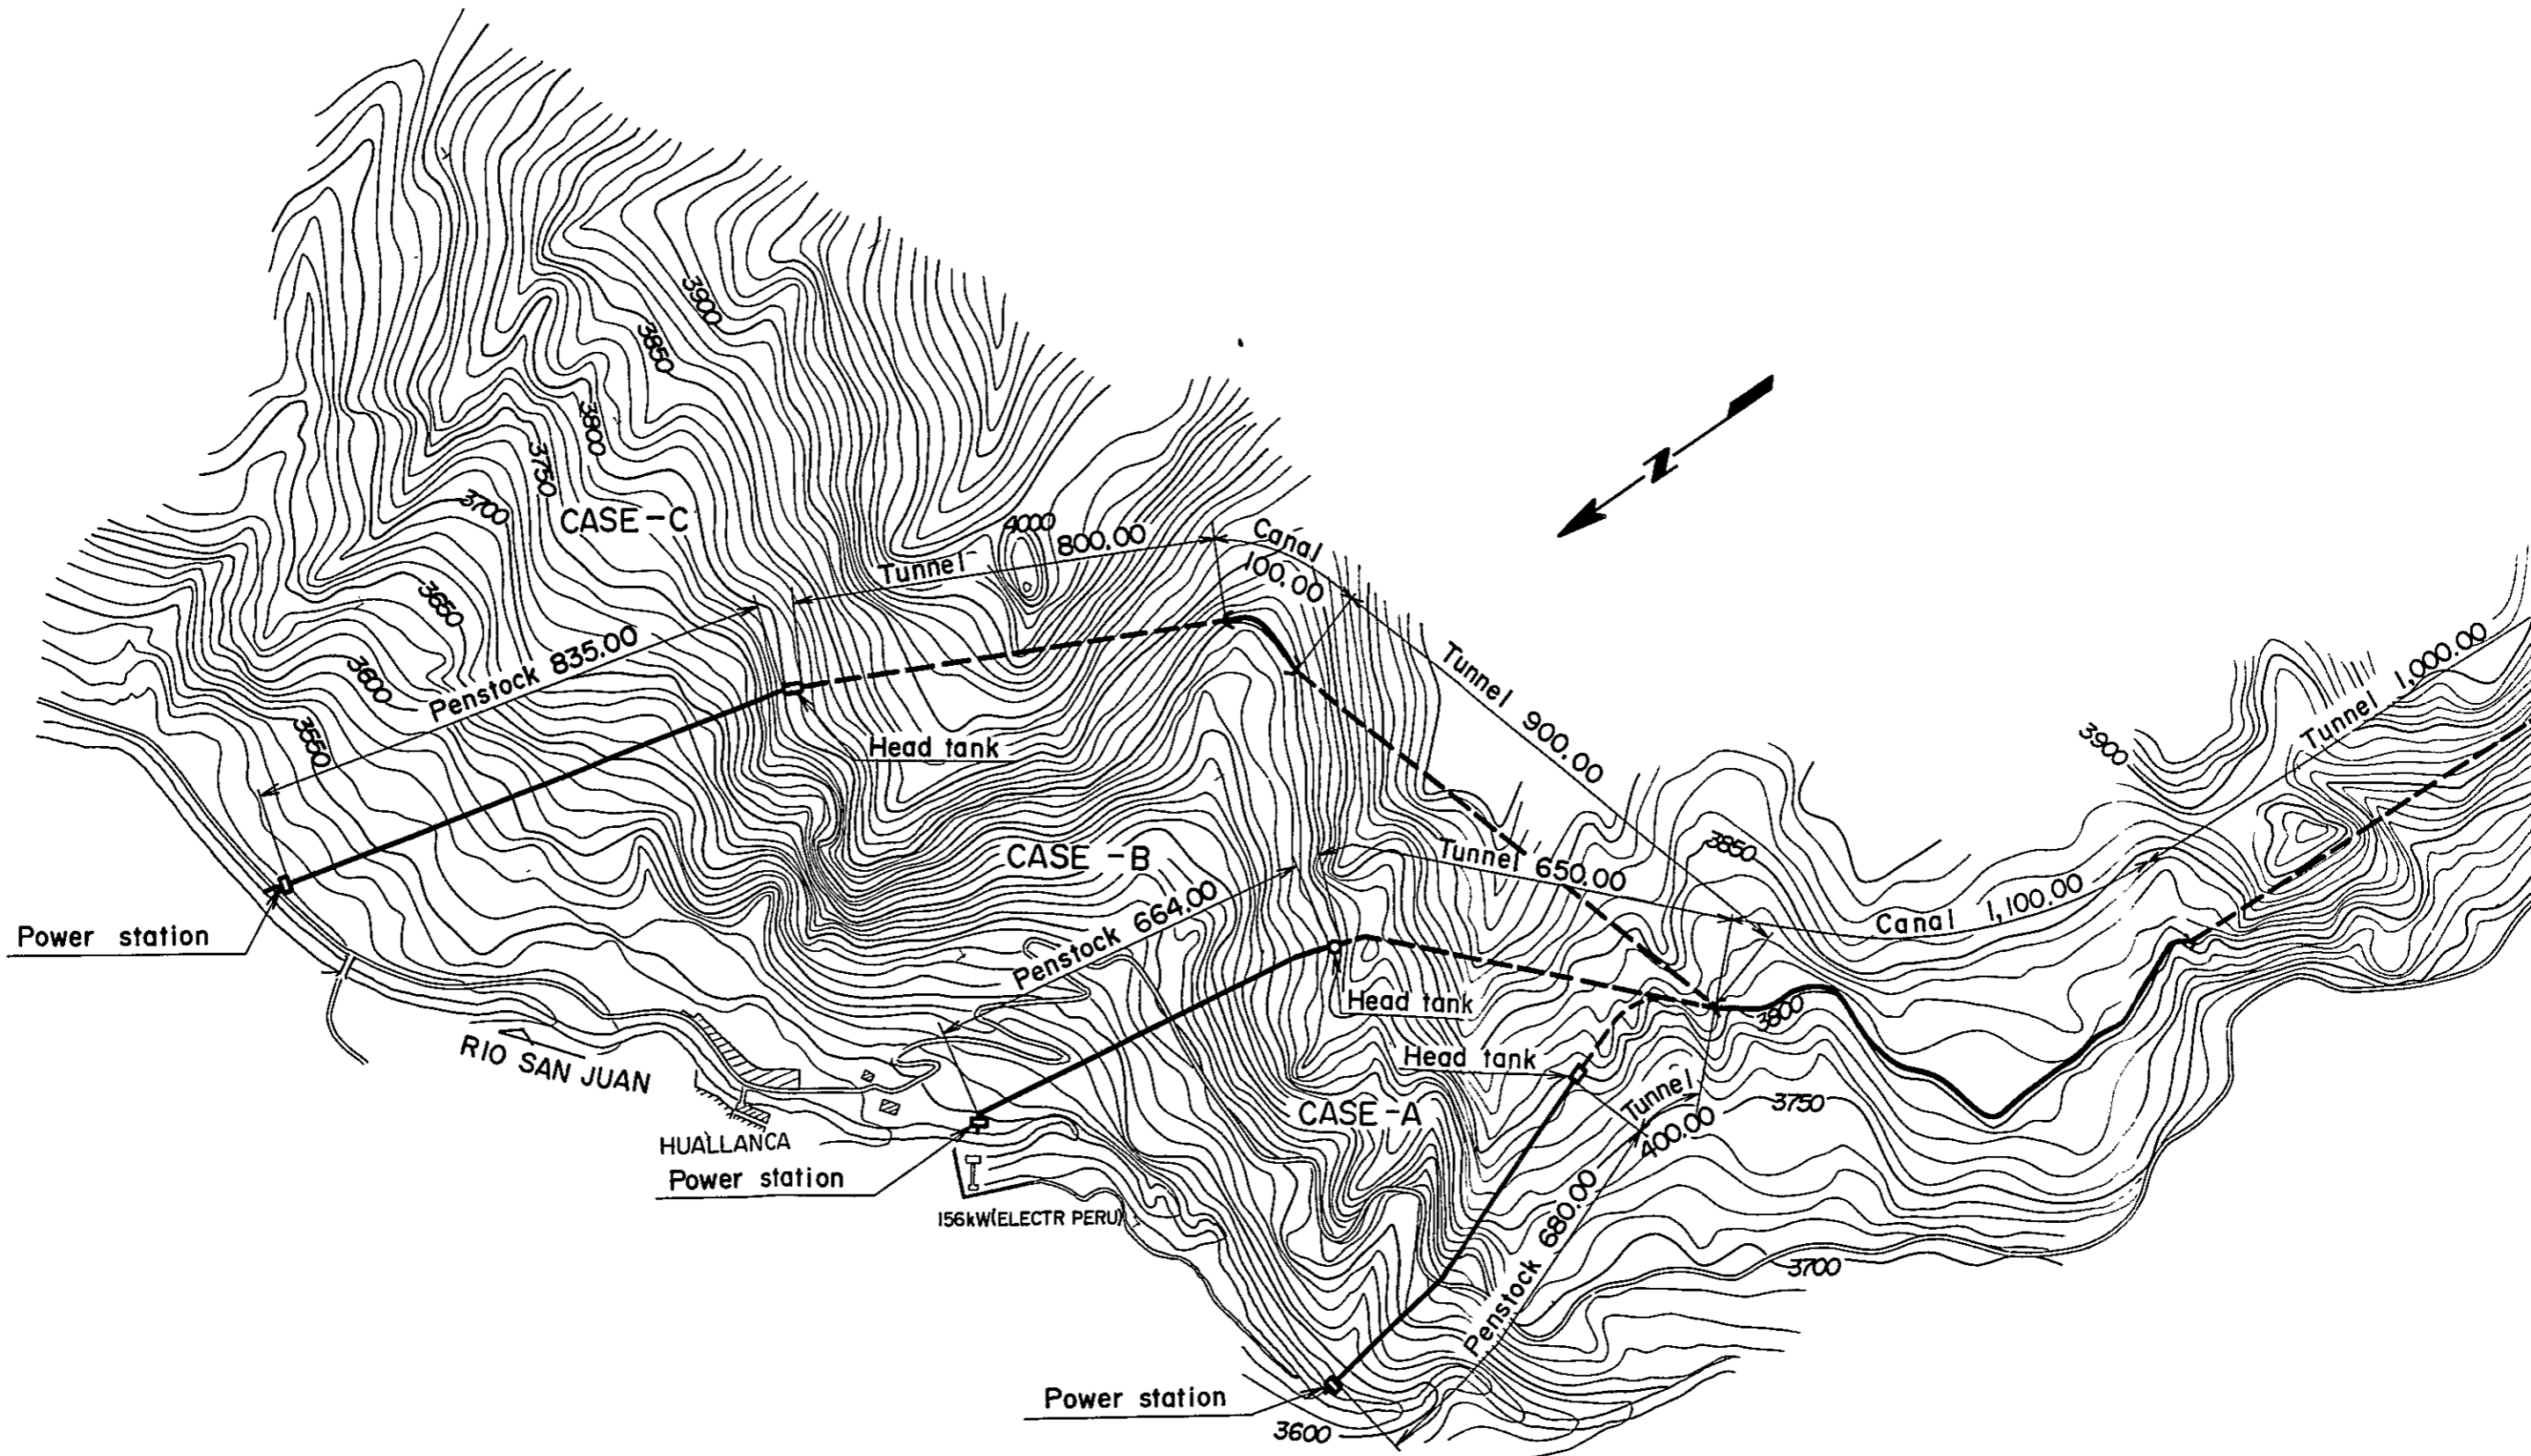 3900
3850
3800
3750
3700
CASE-C
4000
Tunnel 800.00
Canal
100.00
3650
3600
3550
Penstock 835.00
Head tank
Tunnel 900.00
Tunnel 1,000.00
3900
N
CASE-B
3850
Tunnel 650.00
Penstock 664.00
Canal 1,100.00
Power station
Head tank
3800
RIO SAN JUAN
Head tank
CASE-A
Tunnel
400.00
3750
HUALLANCA
Power station
156kW(ELECTR PERU)
Penstock 680.00
3700
Power station
3600